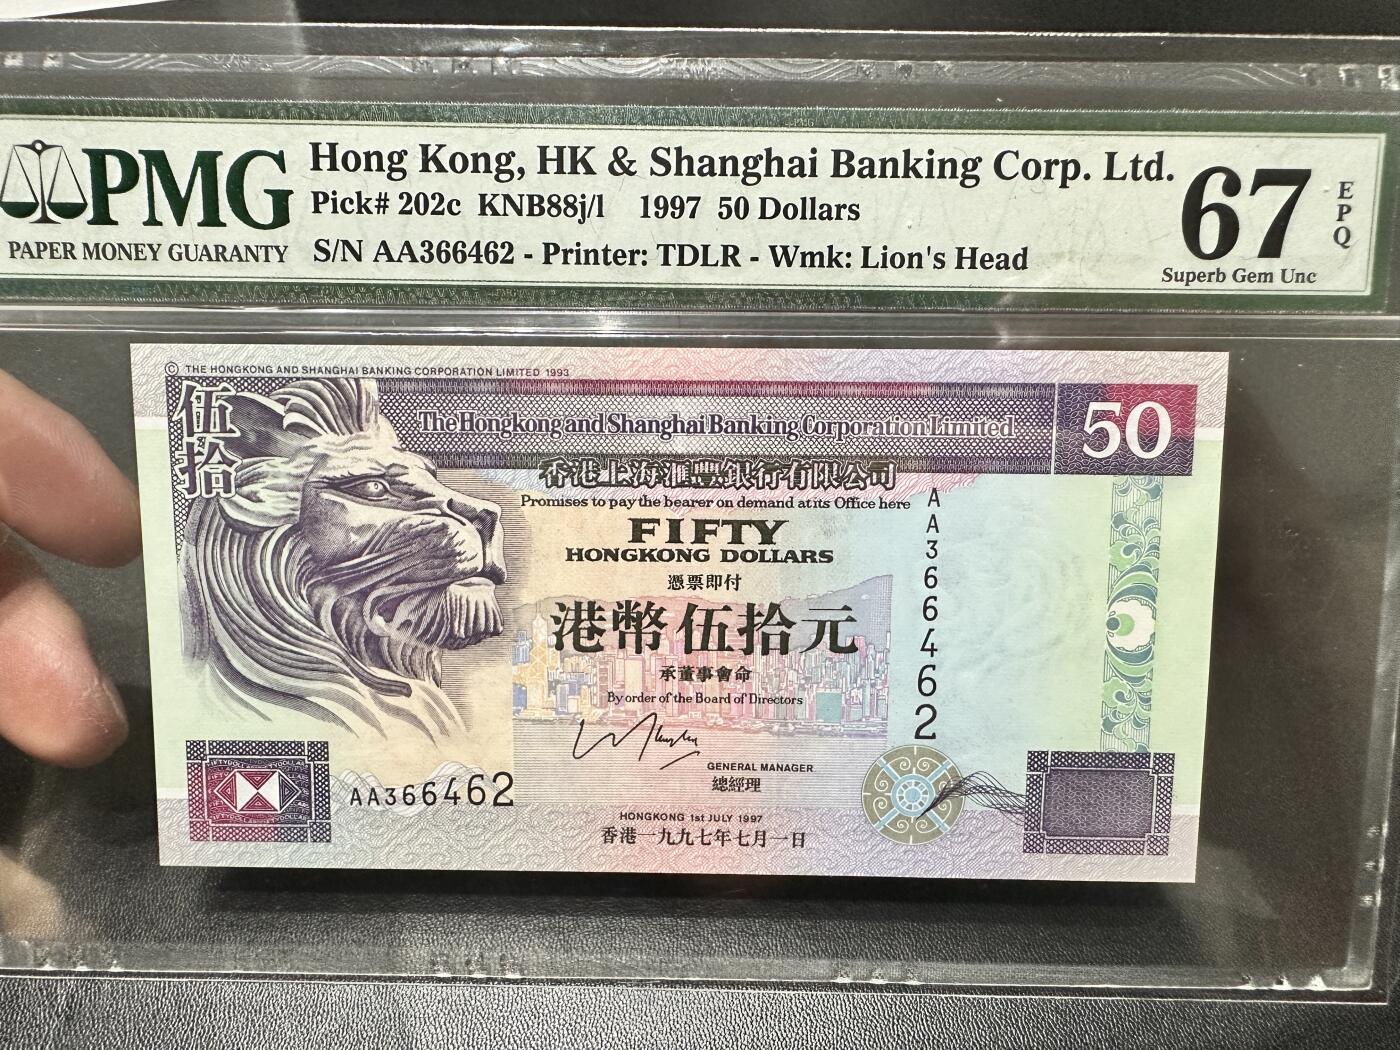 PMG
PAPER MONEY GUARANTY
Hong Kong, HK & Shanghai Banking Corp. Ltd.
Pick# 202c KNB88j/l 1997 50 Dollars
S/N AA366462 - Printer: TDLR - Wmk: Lion's Head
67
EPQ
Superb Gem Unc
© THE HONGKONG AND SHANGHAI BANKING CORPORATION LIMITED 1993
伍拾
The Hongkong and Shanghai Banking Corporation Limited
50
香港上海滙豐銀行有限公司
Promises to pay the bearer on demand at its Office here
FIFTY
HONGKONG DOLLARS
憑票即付
港幣伍拾元
承董事會命
By order of the Board of Directors
AA366462
GENERAL MANAGER
總經理
AA366462
HONGKONG 1st JULY 1997
香港一九九七年七月一日